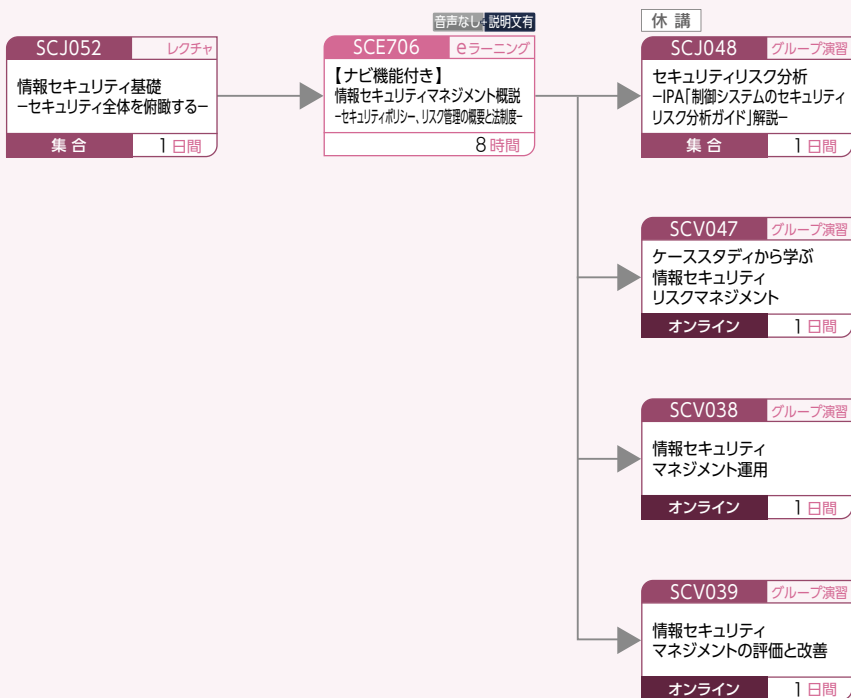 SCJ052 レクチャ
情報セキュリティ基礎
－セキュリティ全体を俯瞰する－
集合 1日間
音声なし+説明文有
SCE706 eラーニング
【ナビ機能付き】
情報セキュリティマネジメント概説
－セキュリティポリシー、リスク管理の概要と法制度－
8時間
休講
SCJ048 グループ演習
セキュリティリスク分析
－IPA「制御システムのセキュリティ
リスク分析ガイド」解説－
集合 1日間
SCV047 グループ演習
ケーススタディから学ぶ
情報セキュリティ
リスクマネジメント
オンライン 1日間
SCV038 グループ演習
情報セキュリティ
マネジメント運用
オンライン 1日間
SCV039 グループ演習
情報セキュリティ
マネジメントの評価と改善
オンライン 1日間